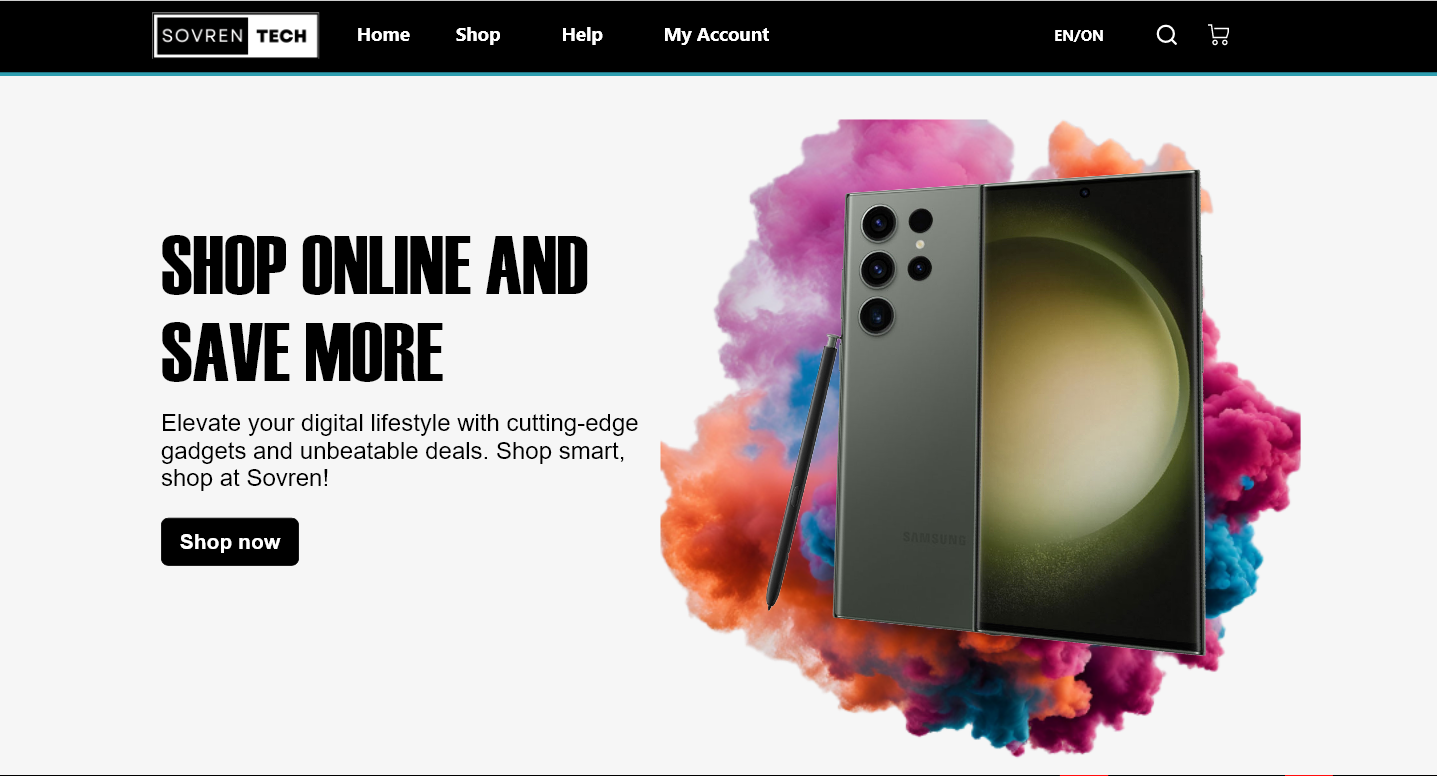 SOVREN TECH
Home Shop Help My Account EN/ON
SHOP ONLINE AND
SAVE MORE
Elevate your digital lifestyle with cutting-edge
gadgets and unbeatable deals. Shop smart,
shop at Sovren!
Shop now
SAMSUNG